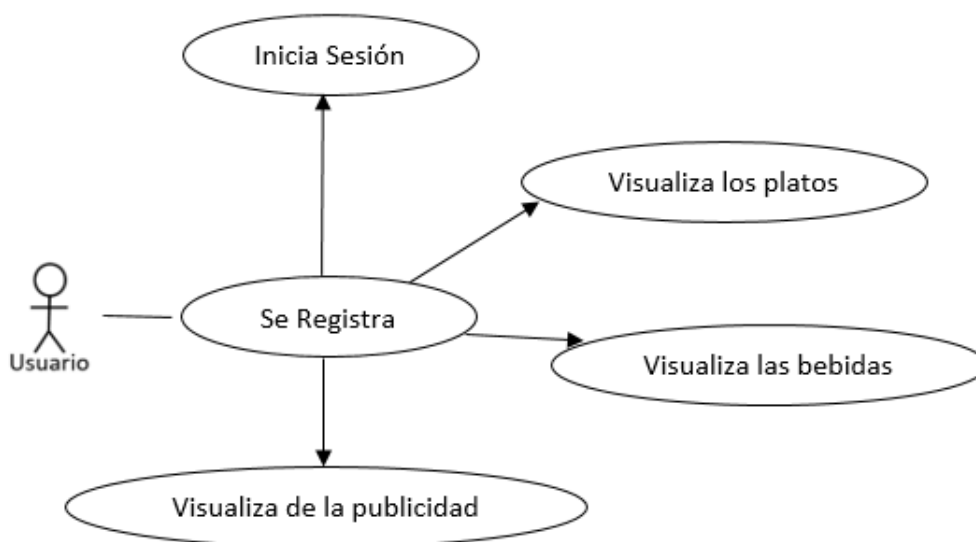 Inicia Sesión
Visualiza los platos
Se Registra
Usuario
Visualiza las bebidas
Visualiza de la publicidad